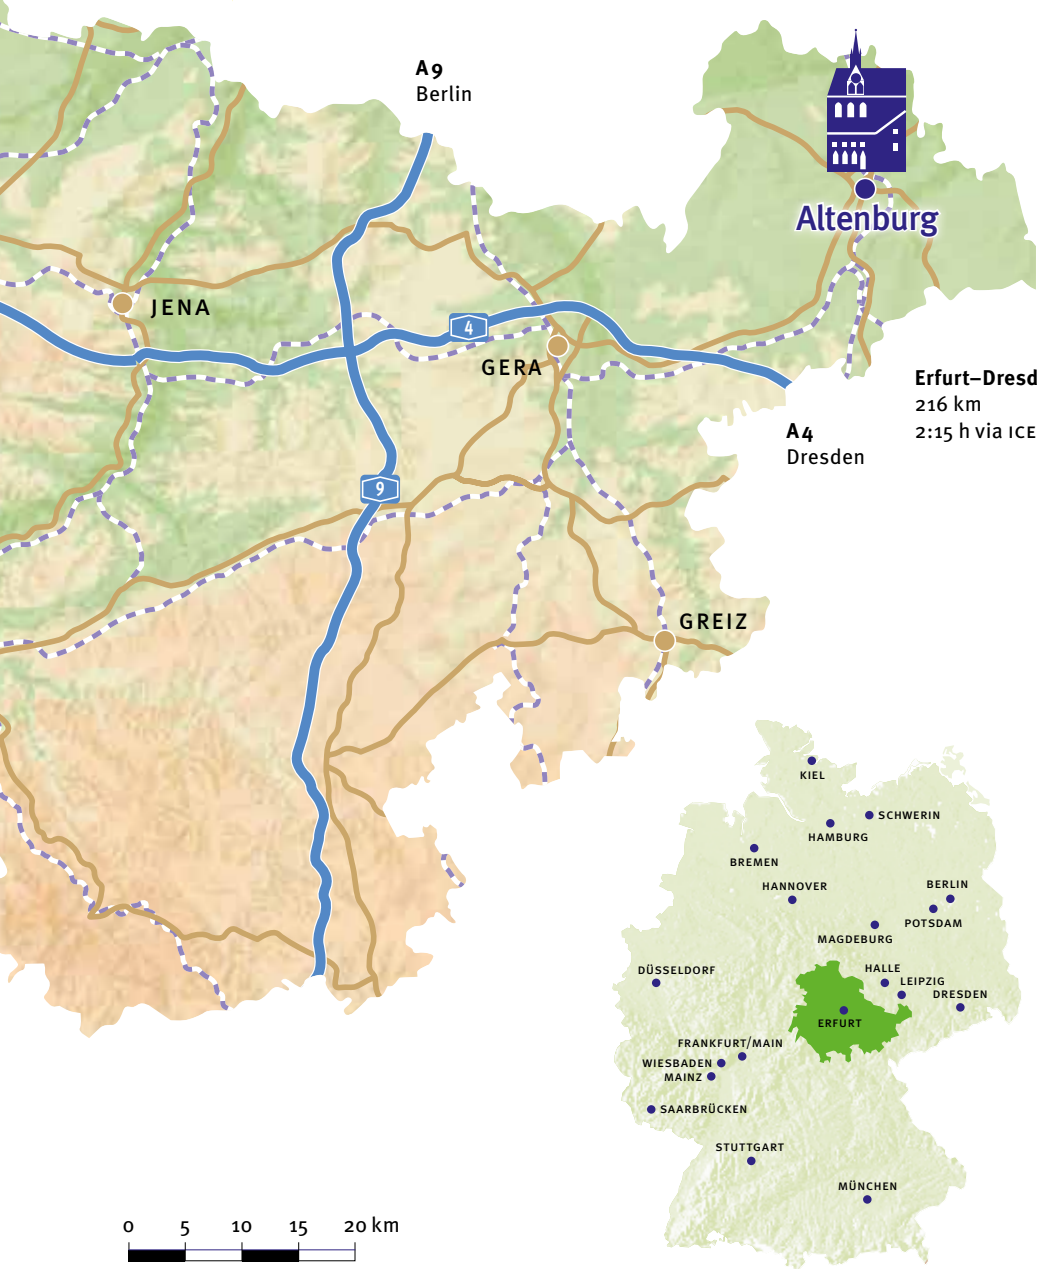 A9
Berlin
Altenburg
JENA
4
GERA
Erfurt–Dresd
216 km
2:15 h via ICE
A4
Dresden
9
GREIZ
KIEL
SCHWERIN
HAMBURG
BREMEN
HANNOVER
BERLIN
POTSDAM
MAGDEBURG
DÜSSELDORF
HALLE
LEIPZIG
DRESDEN
ERFURT
FRANKFURT/MAIN
WIESBADEN
MAINZ
SAARBRÜCKEN
STUTTGART
MÜNCHEN
0 5 10 15 20 km